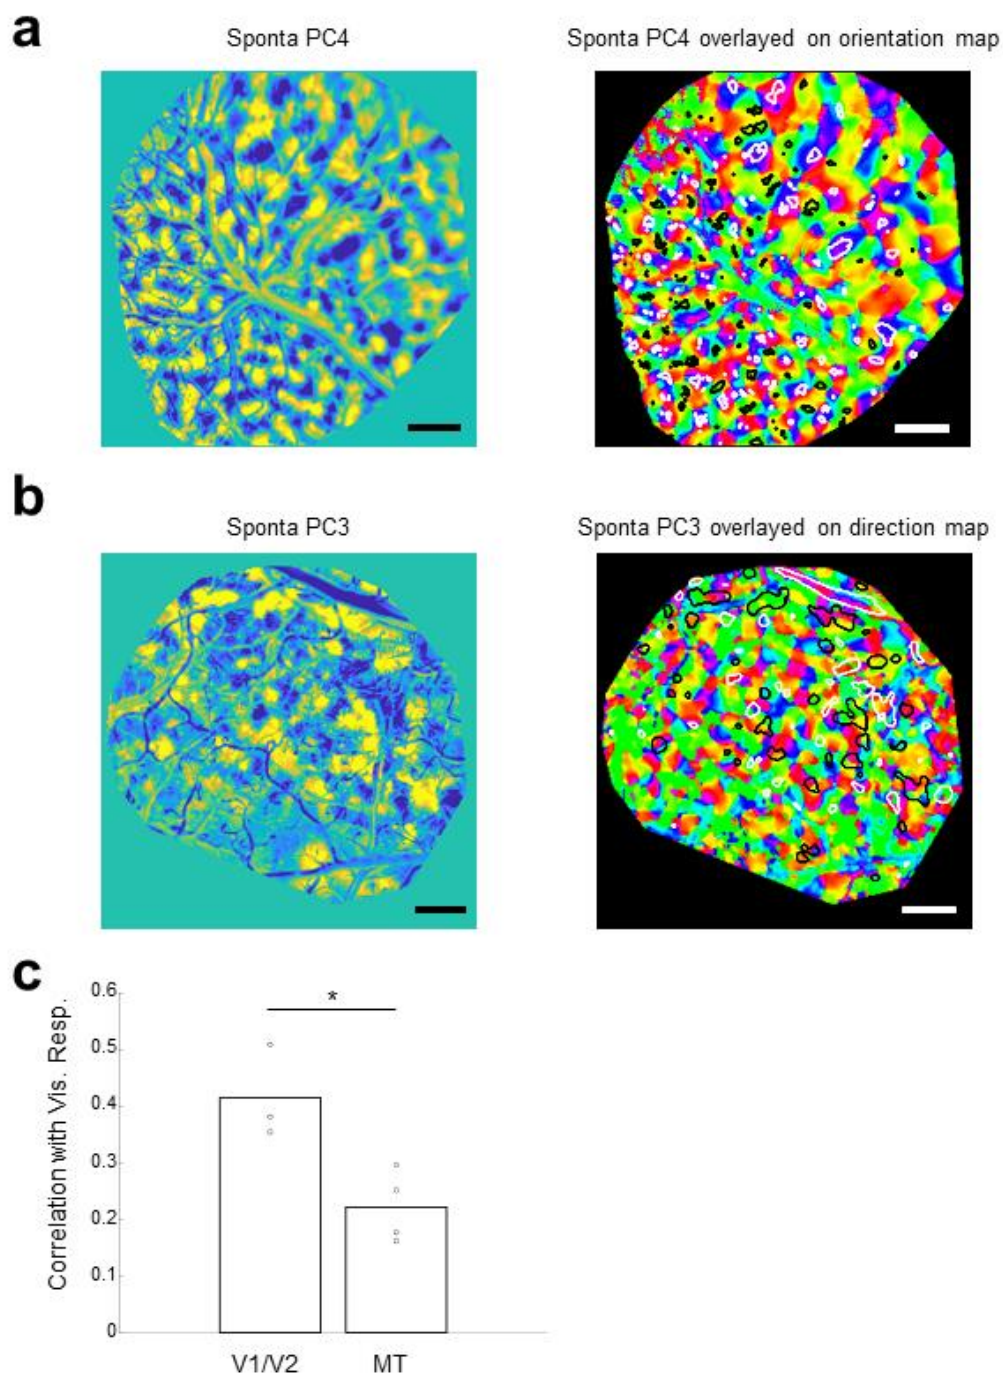 a
Sponta PC4
Sponta PC4 overlayed on orientation map
b
Sponta PC3
Sponta PC3 overlayed on direction map
c
Correlation with Vis. Resp.
0.6
0.5
0.4
0.3
0.2
0.1
0
*
V1/V2
MT